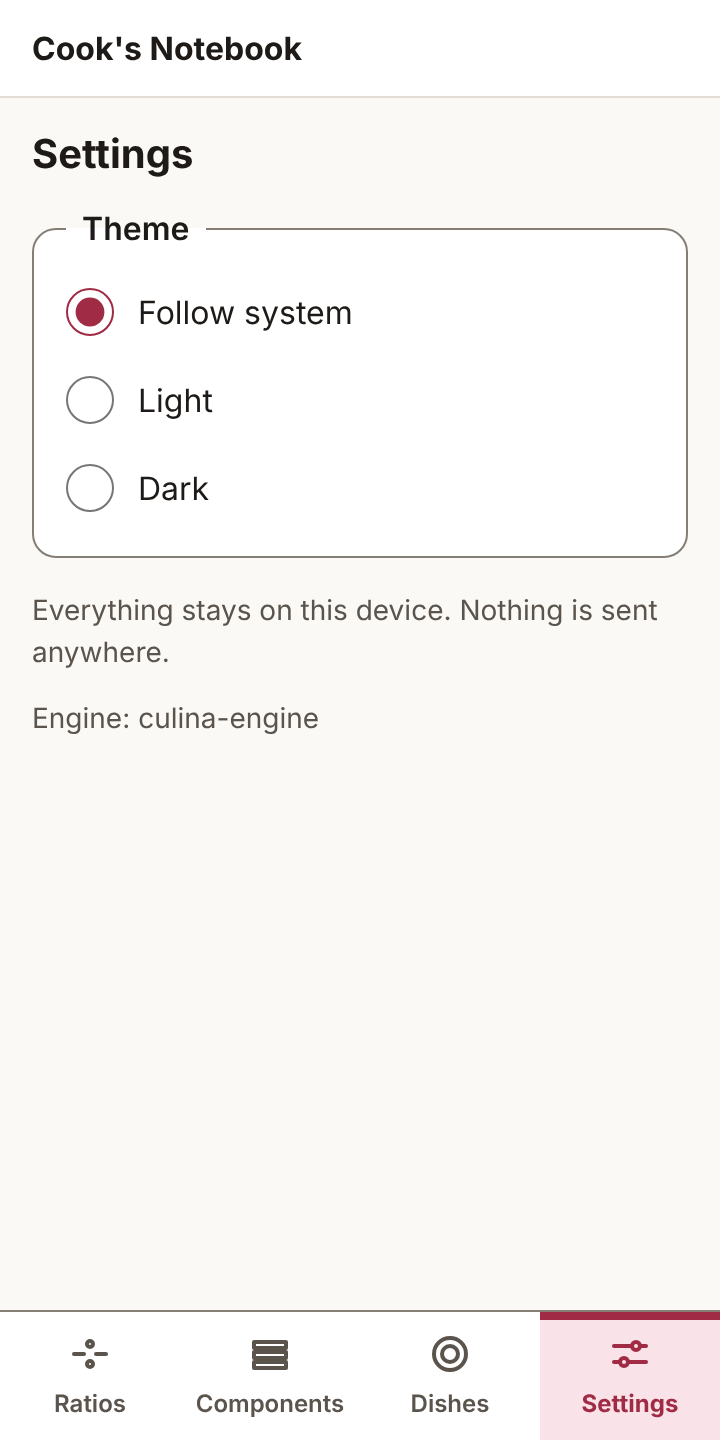 Cook's Notebook
Settings
Theme
Follow system
Light
Dark
Everything stays on this device. Nothing is sent
anywhere.
Engine: culina-engine
Ratios
Components
Dishes
Settings